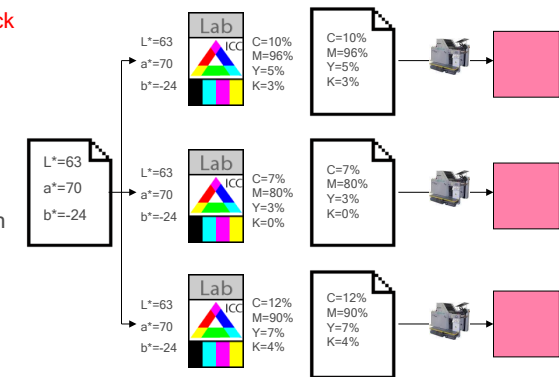 ck
n
L*=63
a*=70
b*=-24
L*=63
a*=70
b*=-24
Lab
ICC
C=10%
M=96%
Y=5%
K=3%
C=10%
M=96%
Y=5%
K=3%
L*=63
a*=70
b*=-24
Lab
ICC
C=7%
M=80%
Y=3%
K=0%
C=7%
M=80%
Y=3%
K=0%
L*=63
a*=70
b*=-24
Lab
ICC
C=12%
M=90%
Y=7%
K=4%
C=12%
M=90%
Y=7%
K=4%